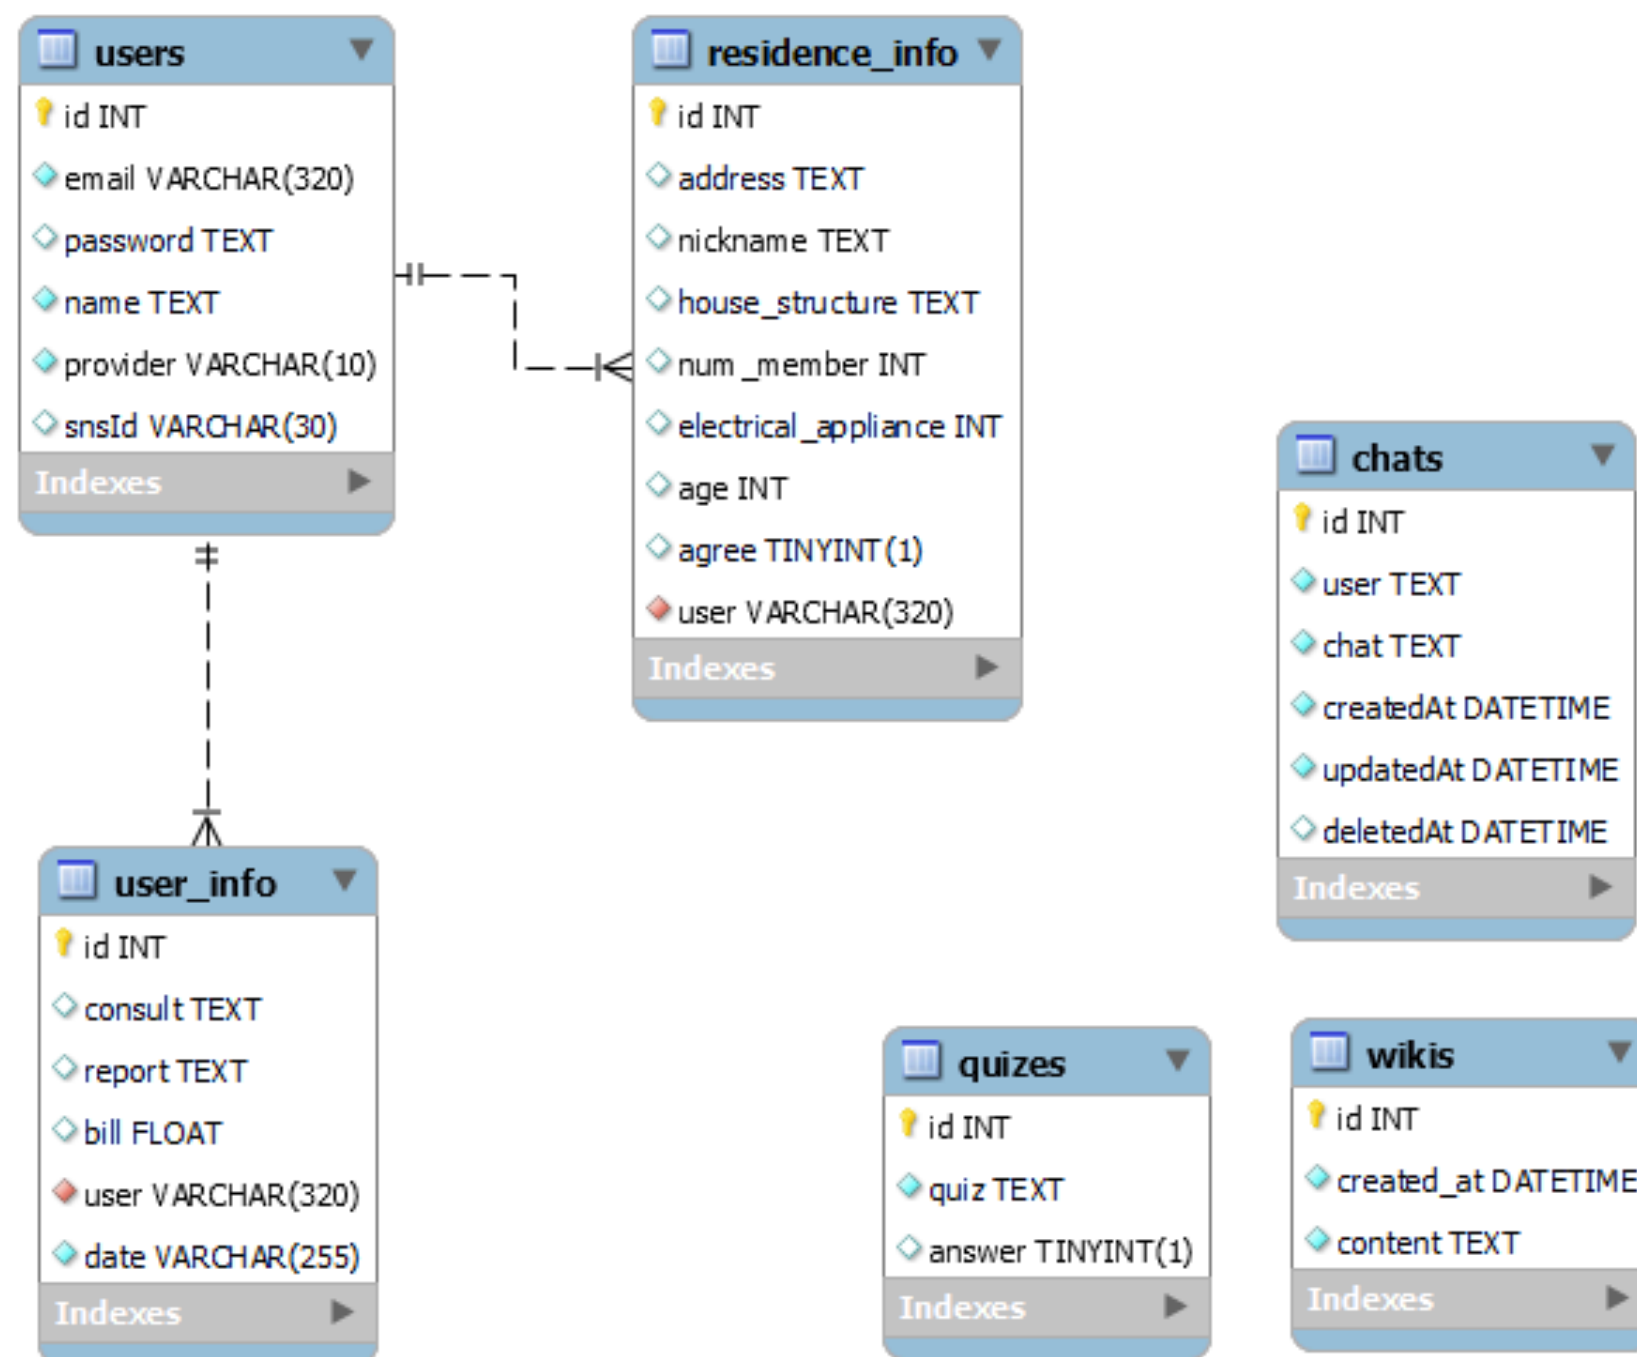 users
id INT
email VARCHAR(320)
password TEXT
name TEXT
provider VARCHAR(10)
snsId VARCHAR(30)
Indexes
residence_info
id INT
address TEXT
nickname TEXT
house_structure TEXT
num_member INT
electrical_appliance INT
age INT
agree TINYINT(1)
user VARCHAR(320)
Indexes
chats
id INT
user TEXT
chat TEXT
createdAt DATETIME
updatedAt DATETIME
deletedAt DATETIME
Indexes
user_info
id INT
consult TEXT
report TEXT
bill FLOAT
user VARCHAR(320)
date VARCHAR(255)
Indexes
quizes
id INT
quiz TEXT
answer TINYINT(1)
Indexes
wikis
id INT
created_at DATETIME
content TEXT
Indexes